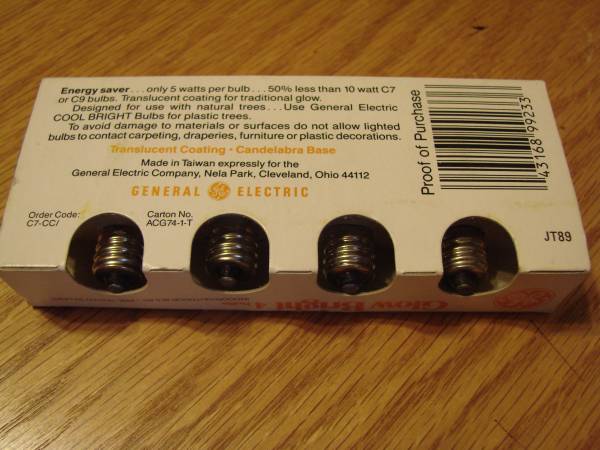 Energy saver...only 5 watts per bulb...50% less than 10 watt C7
or C9 bulbs. Translucent coating for traditional glow.
Designed for use with natural trees...Use General Electric
COOL BRIGHT Bulbs for plastic trees.
To avoid damage to materials or surfaces do not allow lighted
bulbs to contact carpeting, draperies, furniture or plastic decorations.
Translucent Coating • Candelabra Base
Made in Taiwan expressly for the
General Electric Company, Nela Park, Cleveland, Ohio 44112
GENERAL GE ELECTRIC
Order Code:
C7-CC/
Carton No.
ACG74-1-T
JT89
Proof of Purchase
43168 99233
Glow Bright 4